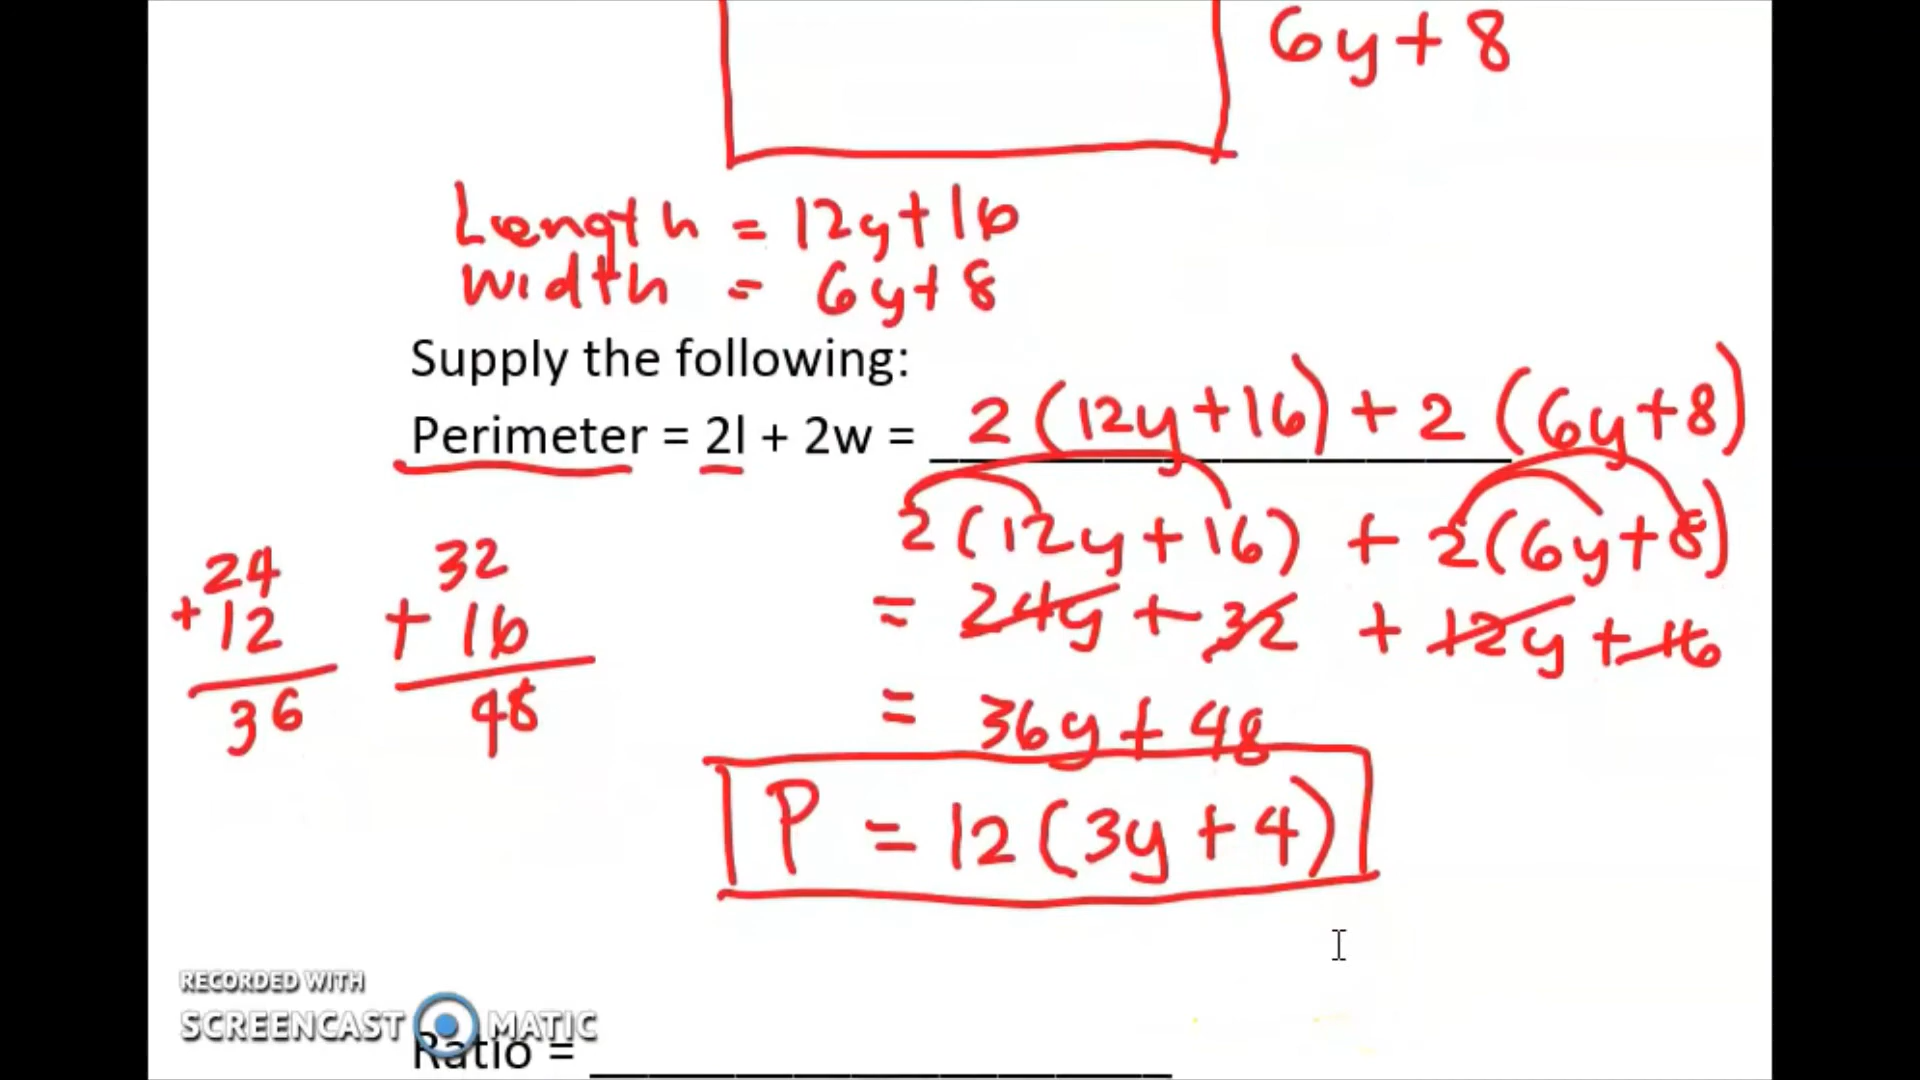 6y+8
Length = 12y+16
Width = 6y+8
Supply the following:
Perimeter = 2l + 2w = 2(12y+16)+2(6y+8)
2(12y+16) + 2(6y+8)
= 24y + 32 + 12y + 16
= 36y + 48
24
+12
36
32
+ 16
48
P = 12(3y+4)
RECORDED WITH
SCREENCAST MATIC
Ratio =